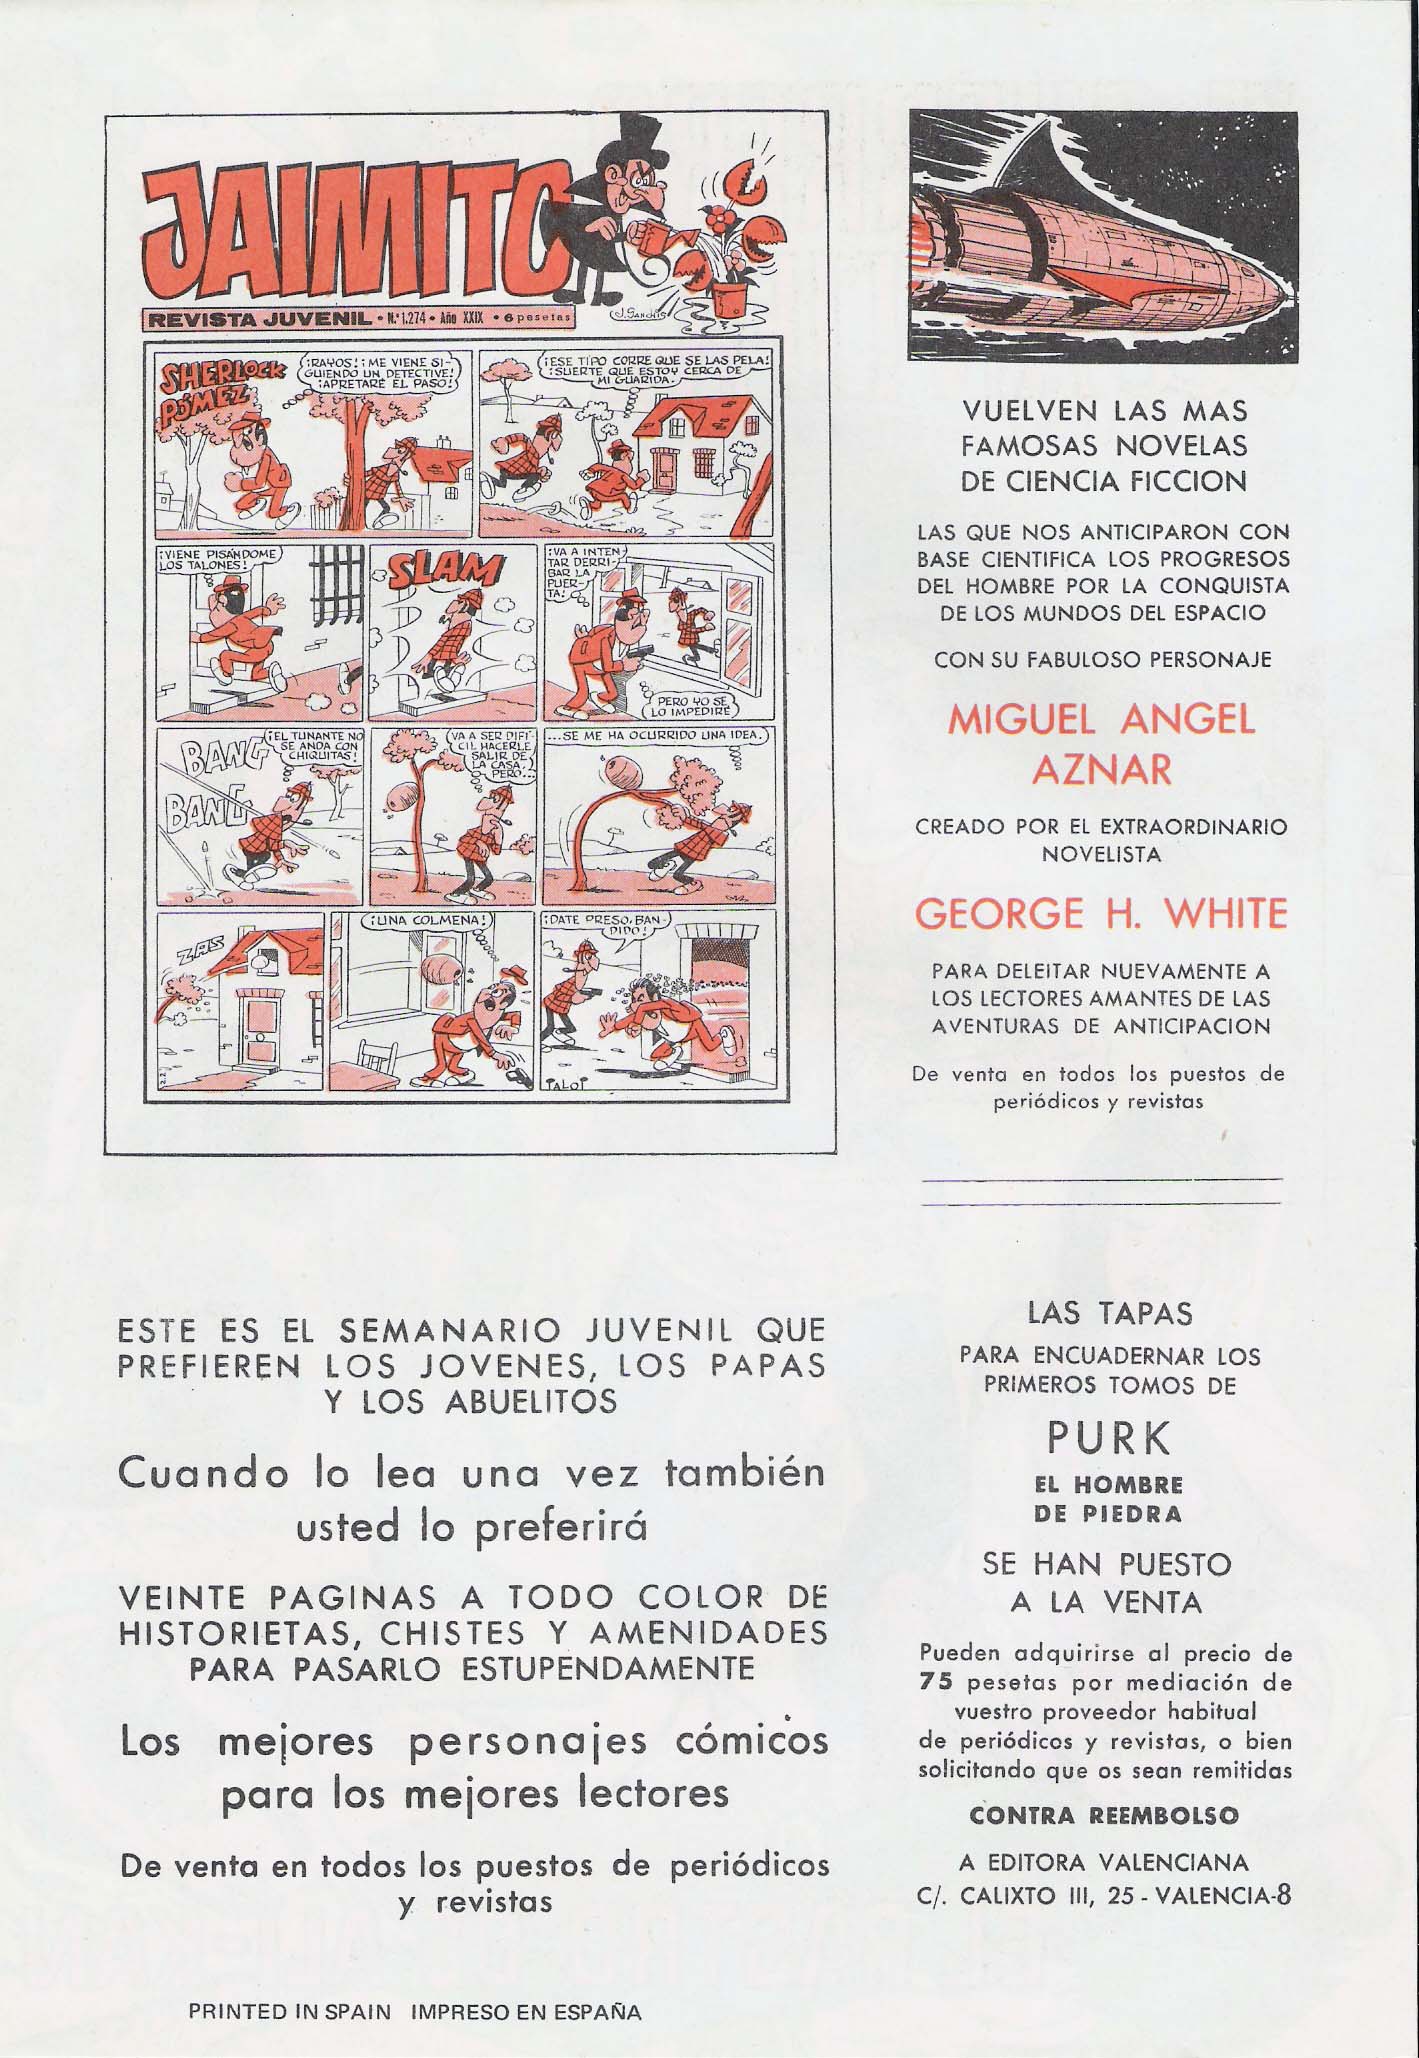 JAIMITO
REVISTA JUVENIL • N.º 1.274 • Año XXIX • 6 pesetas
J. SANCHIS
SHERLOCK
PÓMEZ
¡RAYOS! ¡ME VIENE SI-
GUIENDO UN DETECTIVE!
¡APRETARÉ EL PASO!
¡ESE TIPO CORRE QUE SE LAS PELA!
¡SUERTE QUE ESTOY CERCA DE
MI GUARIDA.
¡VIENE PISÁNDOME
LOS TALONES!
SLAM
¡VA A INTEN-
TAR DERRI-
BAR LA
PUER-
TA!
PERO YO SE
LO IMPEDIRÉ
BANG
BANG
¡EL TUNANTE NO
SE ANDA CON
CHIQUITAS!
VA A SER DIFÍ-
CIL HACERLE
SALIR DE
LA CASA.
PERO...
...SE ME HA OCURRIDO UNA IDEA.
ZAS
¡UNA COLMENA!
¡DATE PRESO, BAN-
DIDO!
PALOP
VUELVEN LAS MAS
FAMOSAS NOVELAS
DE CIENCIA FICCION
LAS QUE NOS ANTICIPARON CON
BASE CIENTIFICA LOS PROGRESOS
DEL HOMBRE POR LA CONQUISTA
DE LOS MUNDOS DEL ESPACIO
CON SU FABULOSO PERSONAJE
MIGUEL ANGEL
AZNAR
CREADO POR EL EXTRAORDINARIO
NOVELISTA
GEORGE H. WHITE
PARA DELEITAR NUEVAMENTE A
LOS LECTORES AMANTES DE LAS
AVENTURAS DE ANTICIPACION
De venta en todos los puestos de
periódicos y revistas
ESTE ES EL SEMANARIO JUVENIL QUE
PREFIEREN LOS JOVENES, LOS PAPAS
Y LOS ABUELITOS
Cuando lo lea una vez también
usted lo preferirá
VEINTE PAGINAS A TODO COLOR DE
HISTORIETAS, CHISTES Y AMENIDADES
PARA PASARLO ESTUPENDAMENTE
Los mejores personajes cómicos
para los mejores lectores
De venta en todos los puestos de periódicos
y revistas
LAS TAPAS
PARA ENCUADERNAR LOS
PRIMEROS TOMOS DE
PURK
EL HOMBRE
DE PIEDRA
SE HAN PUESTO
A LA VENTA
Pueden adquirirse al precio de
75 pesetas por mediación de
vuestro proveedor habitual
de periódicos y revistas, o bien
solicitando que os sean remitidas
CONTRA REEMBOLSO
A EDITORA VALENCIANA
C/. CALIXTO III, 25 - VALENCIA-8
PRINTED IN SPAIN IMPRESO EN ESPAÑA